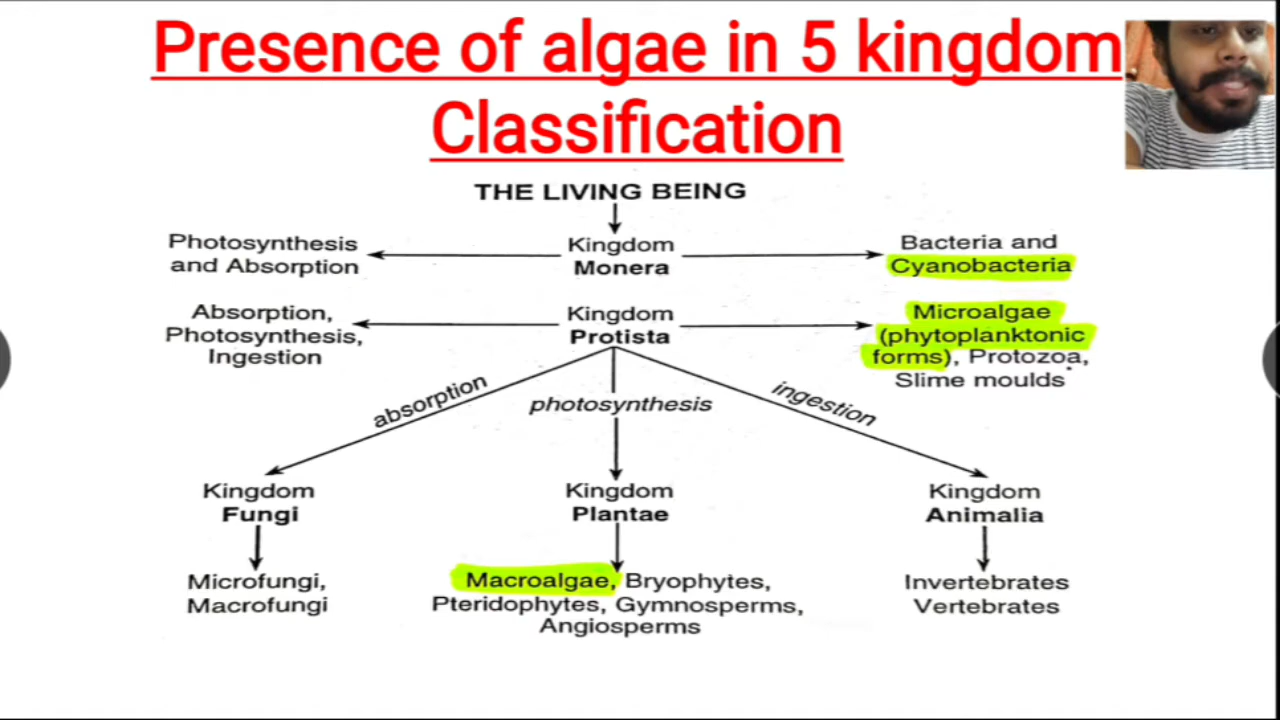 Presence of algae in 5 kingdom
Classification
THE LIVING BEING
Photosynthesis
and Absorption
Kingdom
Monera
Bacteria and
Cyanobacteria
Absorption,
Photosynthesis,
Ingestion
Kingdom
Protista
Microalgae
(phytoplanktonic
forms), Protozoa,
Slime moulds
absorption
photosynthesis
ingestion
Kingdom
Fungi
Kingdom
Plantae
Kingdom
Animalia
Microfungi,
Macrofungi
Macroalgae, Bryophytes,
Pteridophytes, Gymnosperms,
Angiosperms
Invertebrates
Vertebrates